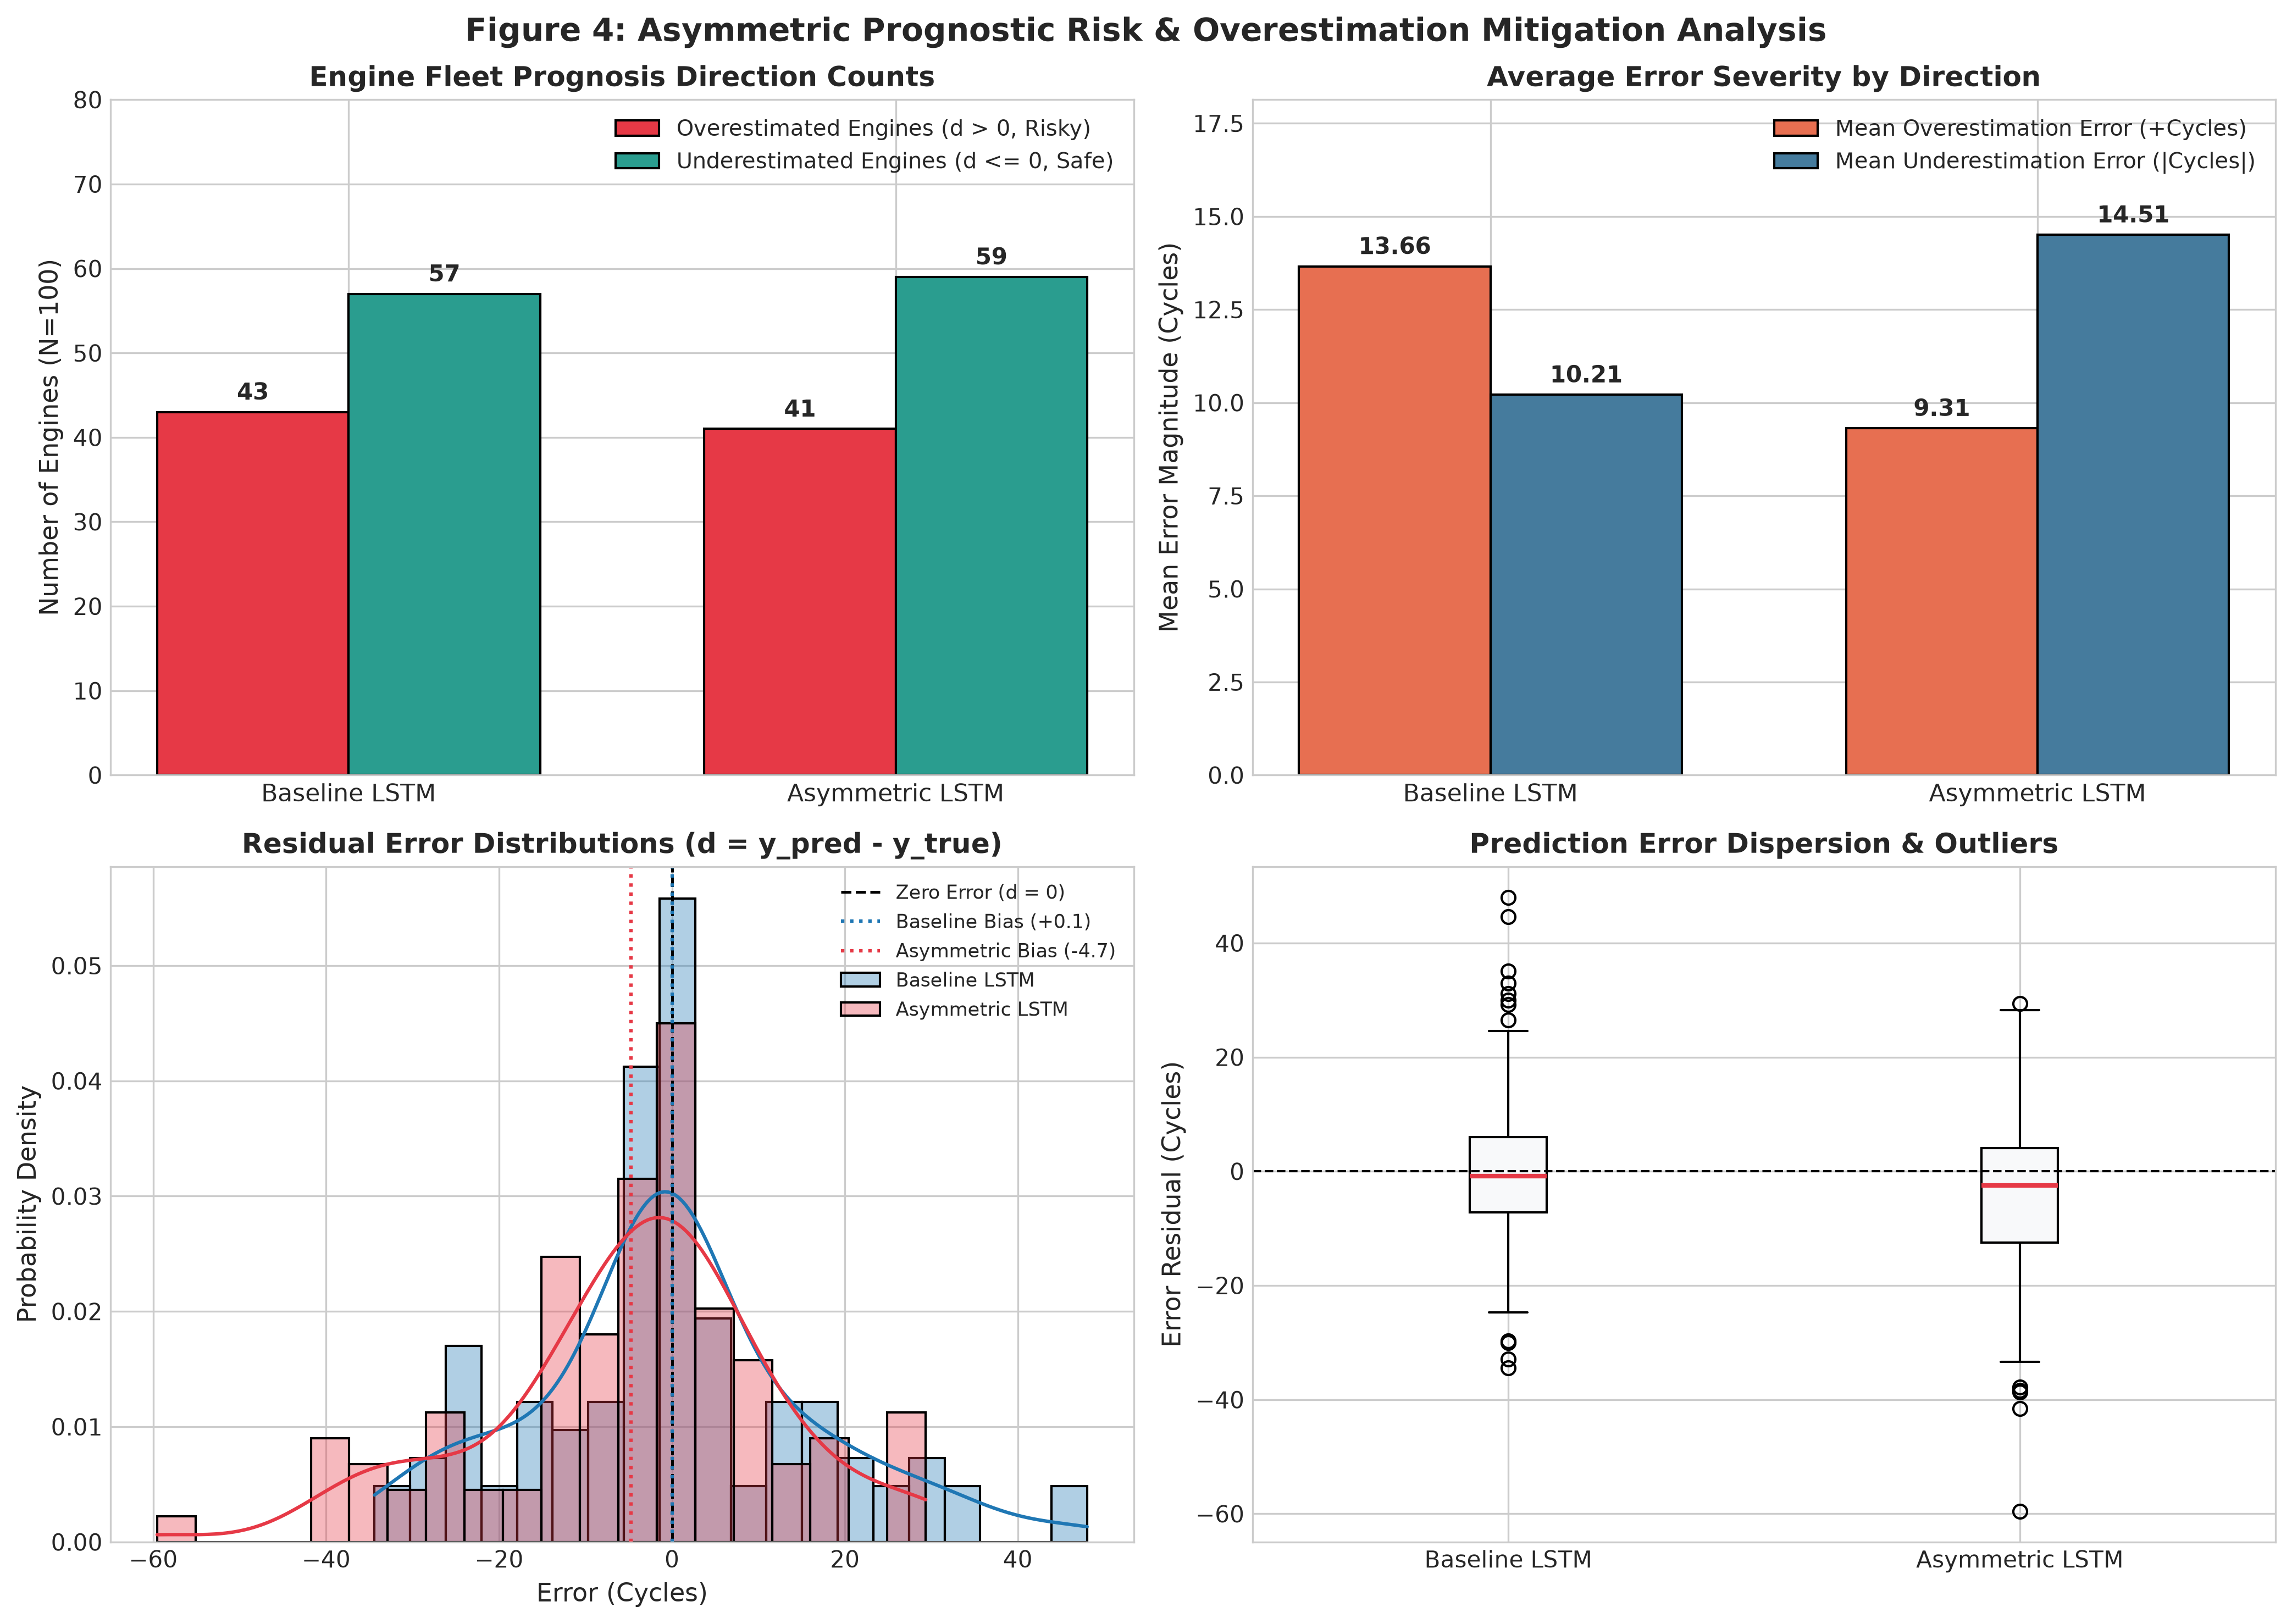 Figure 4: Asymmetric Prognostic Risk & Overestimation Mitigation Analysis
Engine Fleet Prognosis Direction Counts
Number of Engines (N=100)
80
70
60
50
40
30
20
10
0
Overestimated Engines (d > 0, Risky)
Underestimated Engines (d <= 0, Safe)
43
57
41
59
Baseline LSTM
Asymmetric LSTM
Average Error Severity by Direction
Mean Error Magnitude (Cycles)
17.5
15.0
12.5
10.0
7.5
5.0
2.5
0.0
Mean Overestimation Error (+Cycles)
Mean Underestimation Error (|Cycles|)
13.66
10.21
9.31
14.51
Baseline LSTM
Asymmetric LSTM
Residual Error Distributions (d = y_pred - y_true)
Probability Density
0.05
0.04
0.03
0.02
0.01
0.00
Zero Error (d = 0)
Baseline Bias (+0.1)
Asymmetric Bias (-4.7)
Baseline LSTM
Asymmetric LSTM
−60
−40
−20
0
20
40
Error (Cycles)
Prediction Error Dispersion & Outliers
Error Residual (Cycles)
40
20
0
−20
−40
−60
Baseline LSTM
Asymmetric LSTM